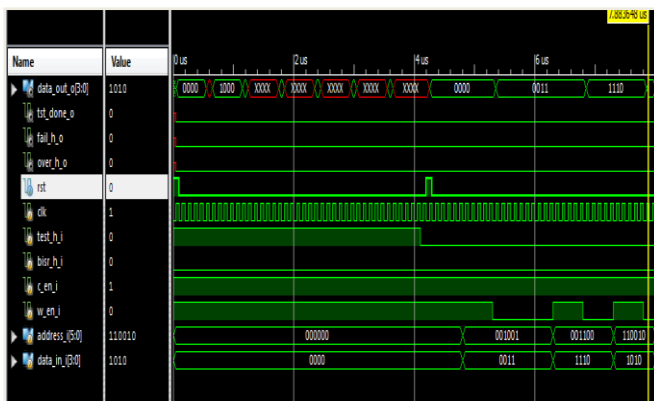 7.883648 us
Name Value 0 us 2 us 4 us 6 us
data_out_o[3:0] 1010 0000 1000 XXXX XXXX XXXX XXXX XXXX 0000 0011 1110
tst_done_o 0
fail_h_o 0
over_h_o 0
rst 0
clk 1
test_h_i 0
bisr_h_i 0
c_en_i 1
w_en_i 0
address_i[5:0] 110010 000000 001001 001100 110010
data_in_i[3:0] 1010 0000 0011 1110 1010